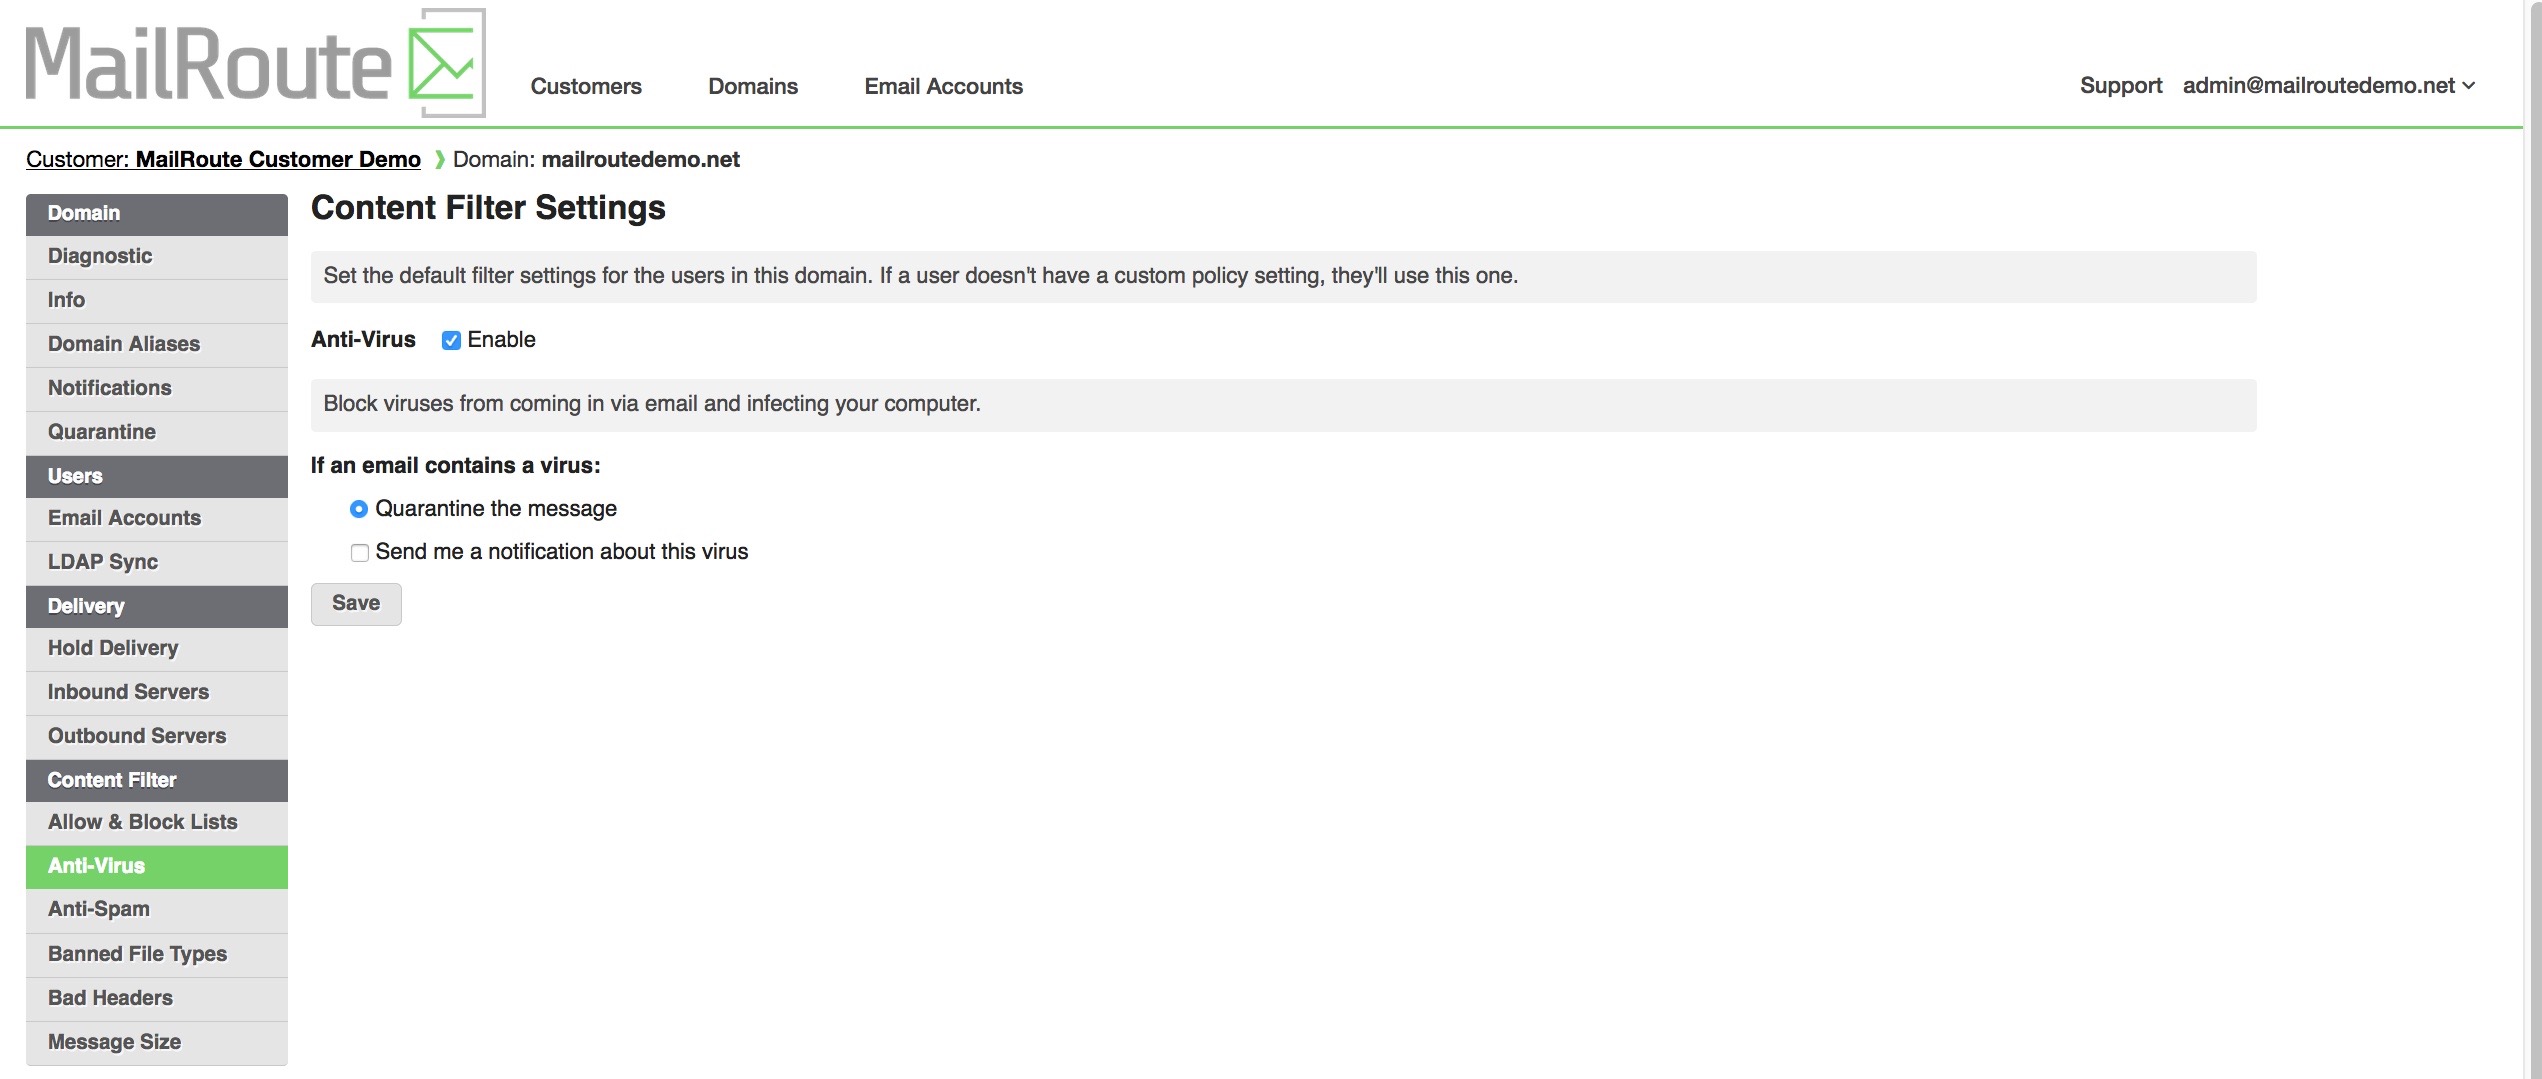 MailRoute
Customers Domains Email Accounts
Support admin@mailroutedemo.net
Customer: MailRoute Customer Demo Domain: mailroutedemo.net
Domain
Diagnostic
Info
Domain Aliases
Notifications
Quarantine
Users
Email Accounts
LDAP Sync
Delivery
Hold Delivery
Inbound Servers
Outbound Servers
Content Filter
Allow & Block Lists
Anti-Virus
Anti-Spam
Banned File Types
Bad Headers
Message Size
Content Filter Settings
Set the default filter settings for the users in this domain. If a user doesn't have a custom policy setting, they'll use this one.
Anti-Virus Enable
Block viruses from coming in via email and infecting your computer.
If an email contains a virus:
Quarantine the message
Send me a notification about this virus
Save